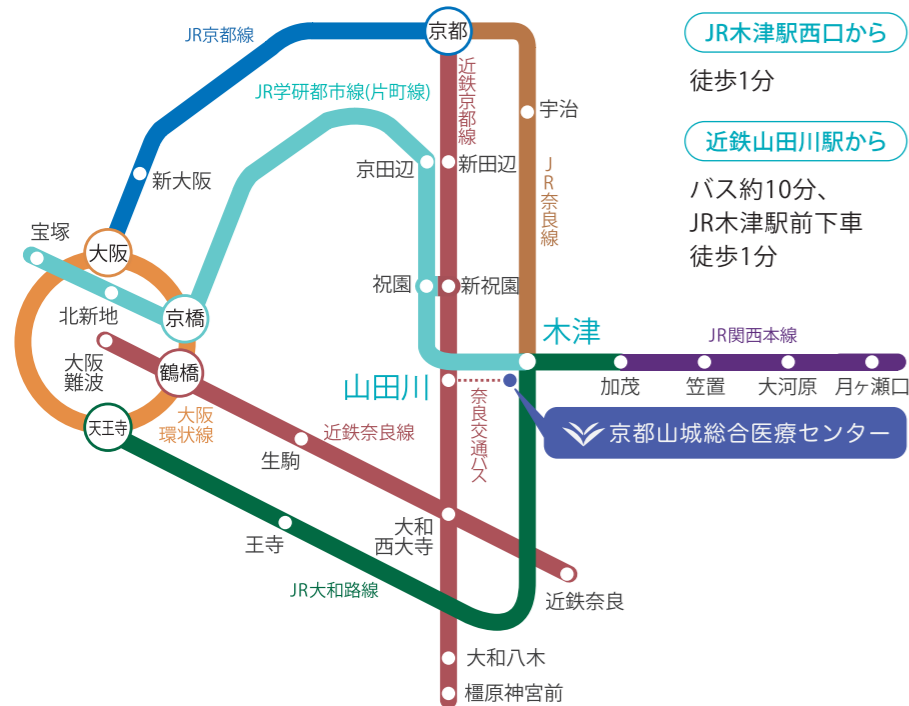 JR木津駅西口から
徒歩1分
近鉄山田川駅から
バス約10分、
JR木津駅前下車
徒歩1分
JR京都線
京都
JR学研都市線(片町線)
近鉄京都線
宇治
京田辺
新田辺
JR奈良線
新大阪
宝塚
大阪
北新地
京橋
祝園
新祝園
木津
JR関西本線
大阪
難波
鶴橋
山田川
加茂
笠置
大河原
月ヶ瀬口
天王寺
大阪
環状線
近鉄奈良線
奈良交通バス
京都山城総合医療センター
生駒
王寺
大和
西大寺
JR大和路線
近鉄奈良
大和八木
橿原神宮前